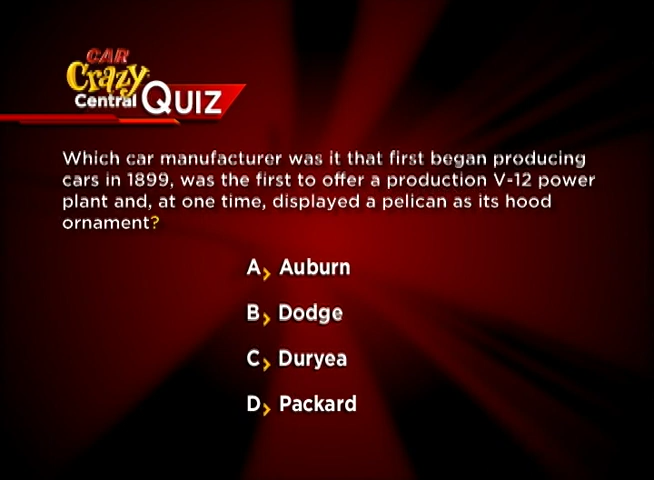 CAR
Crazy
Central QUIZ
Which car manufacturer was it that first began producing
cars in 1899, was the first to offer a production V-12 power
plant and, at one time, displayed a pelican as its hood
ornament?
A› Auburn
B› Dodge
C› Duryea
D› Packard